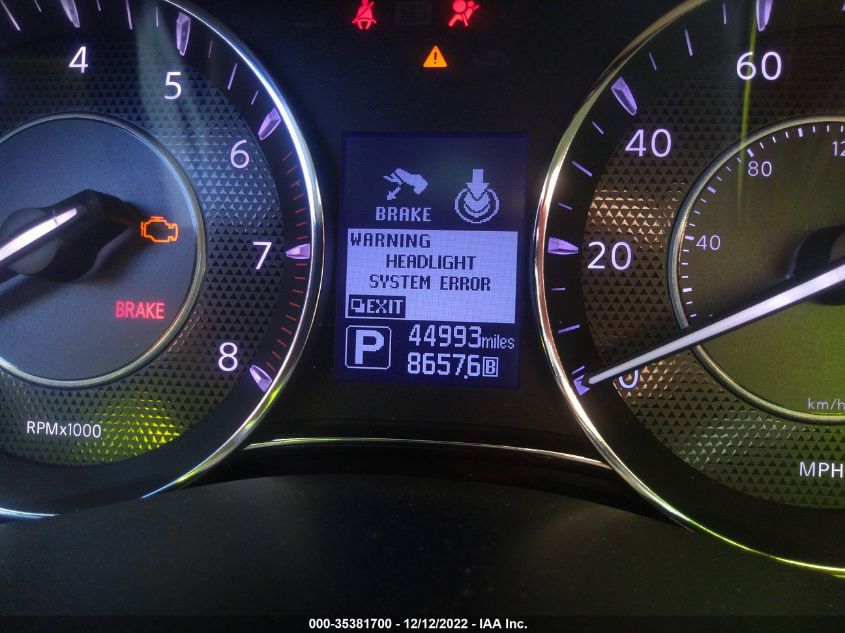 4
5
6
7
8
BRAKE
RPMx1000
BRAKE
WARNING
HEADLIGHT
SYSTEM ERROR
EXIT
P
44993miles
8657.6 B
60
40
20
0
80
40
km/h
MPH
000-35381700 - 12/12/2022 - IAA Inc.